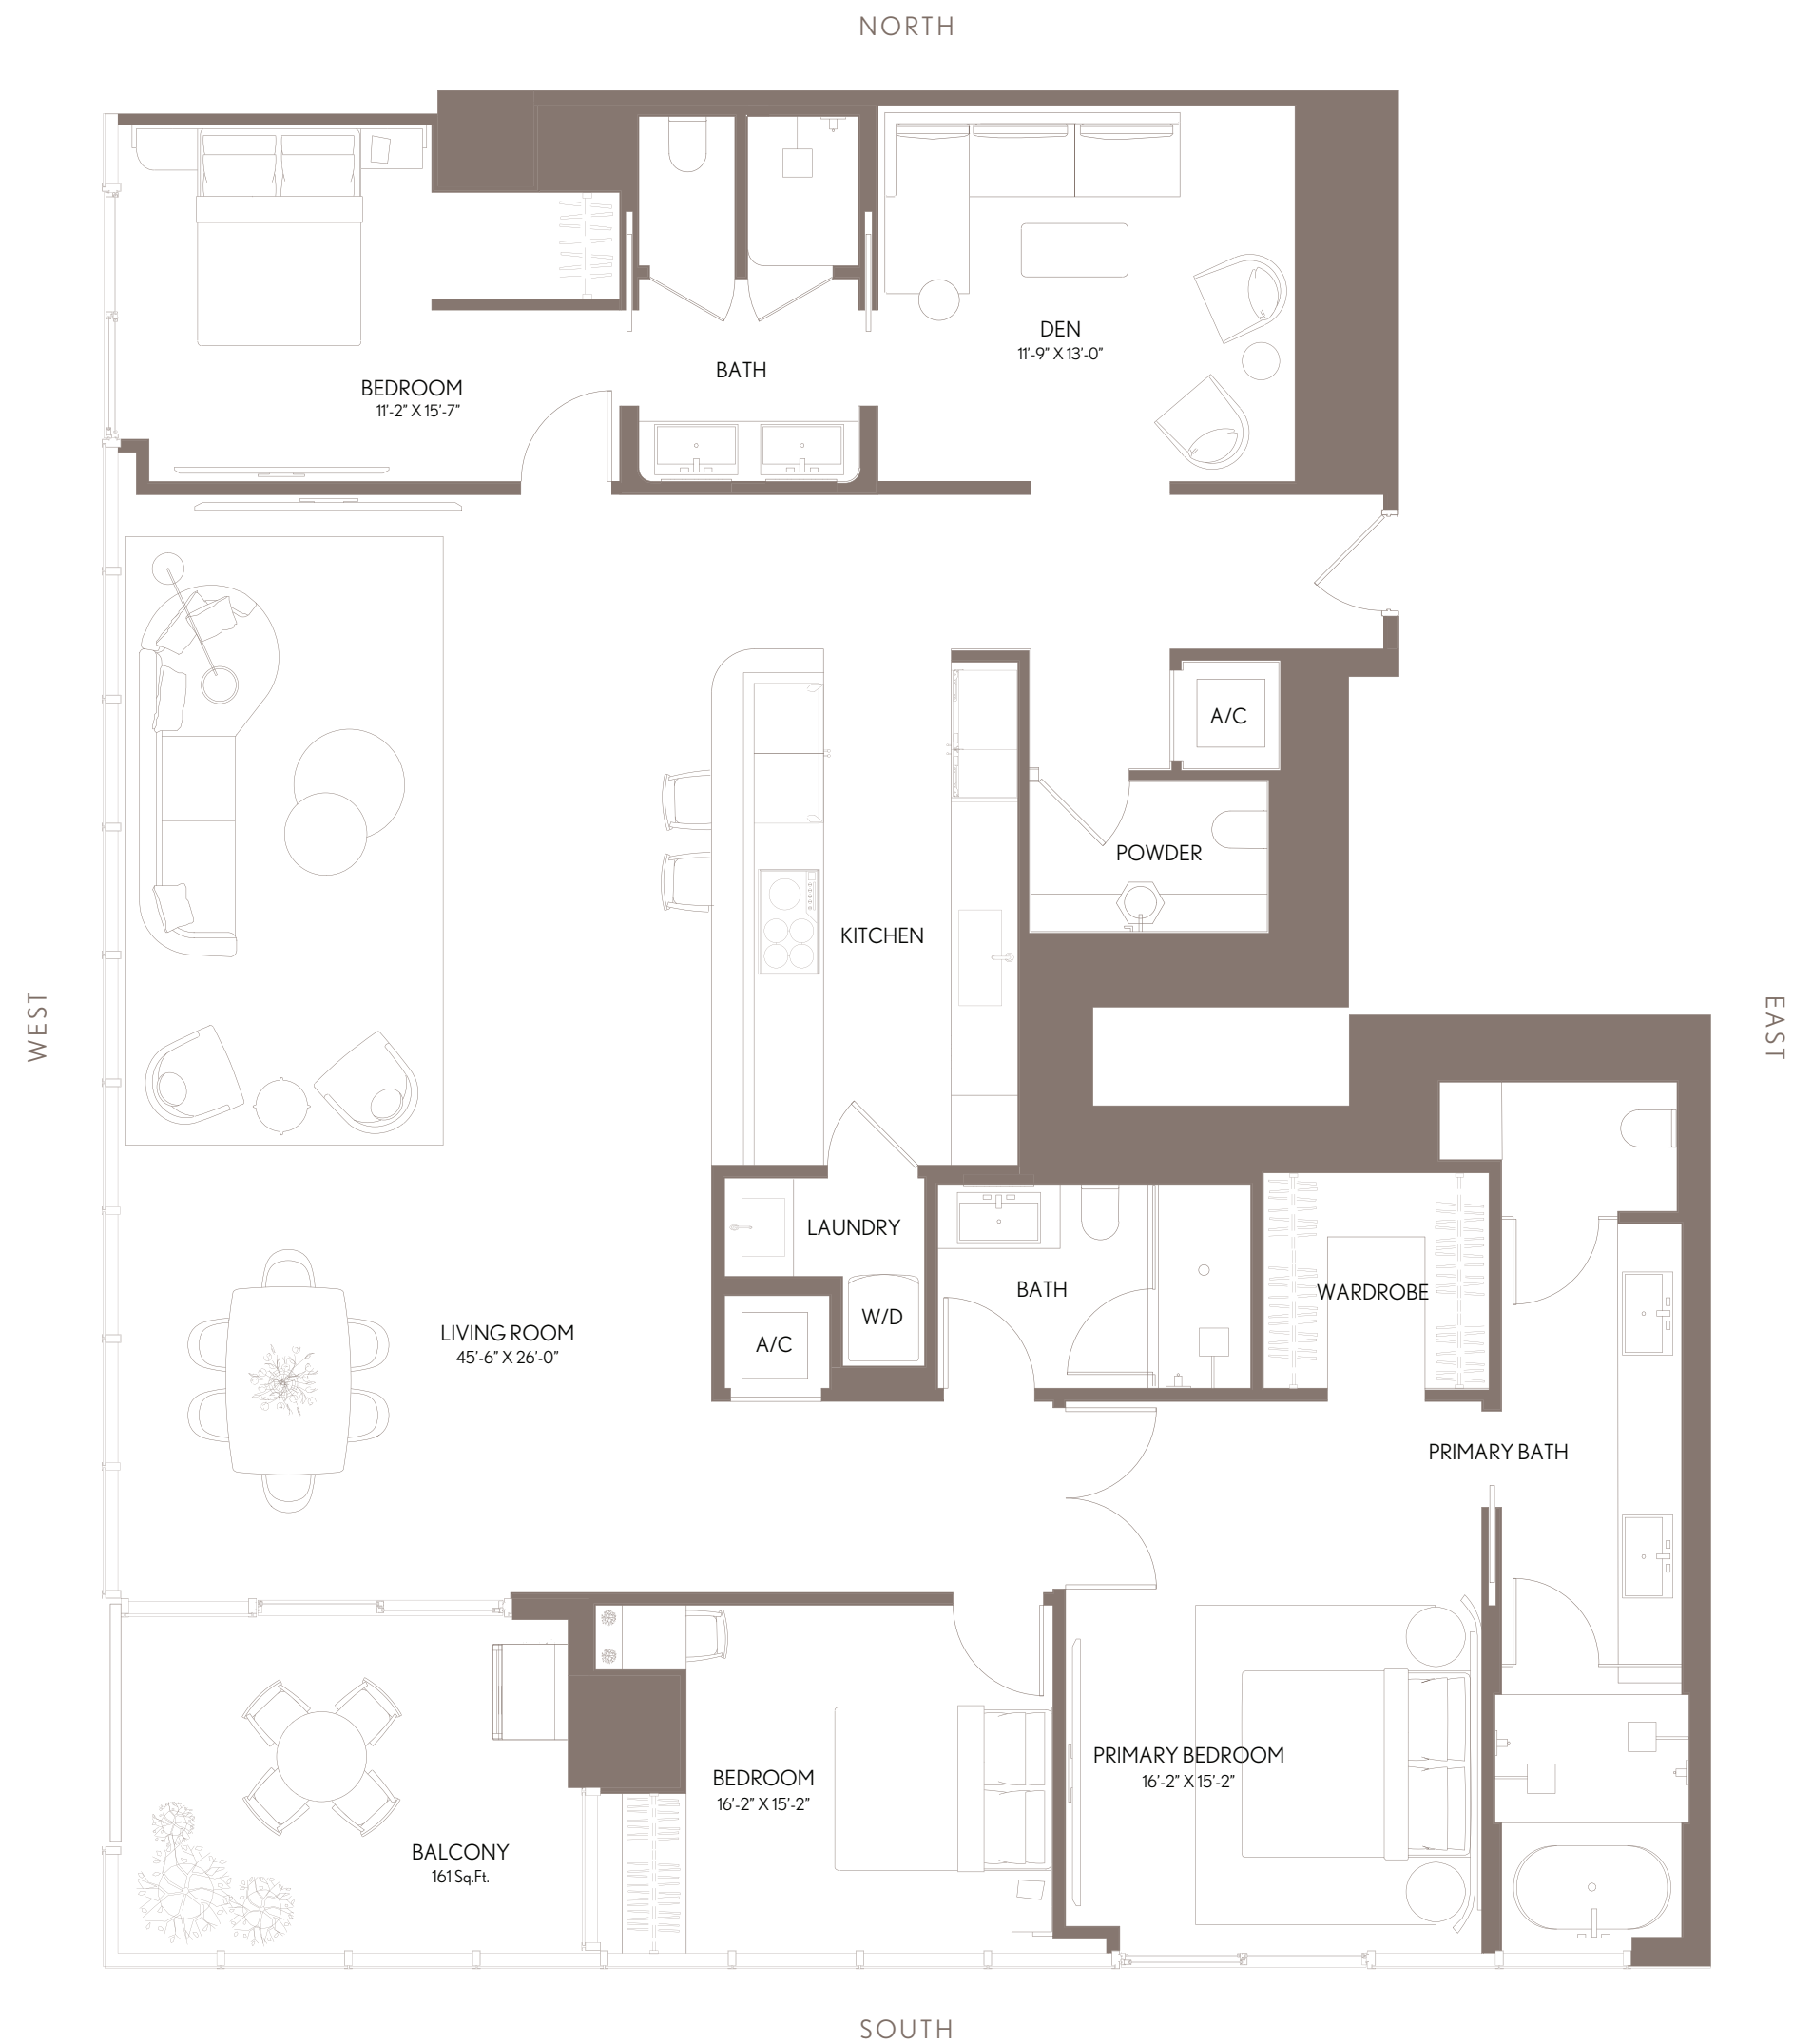 NORTH
DEN
11'-9" X 13'-0"
BATH
BEDROOM
11'-2" X 15'-7"
A/C
POWDER
KITCHEN
WEST
EAST
LAUNDRY
BATH
WARDROBE
W/D
A/C
LIVING ROOM
45'-6" X 26'-0"
PRIMARY BATH
PRIMARY BEDROOM
16'-2" X 15'-2"
BEDROOM
16'-2" X 15'-2"
BALCONY
161 Sq.Ft.
SOUTH